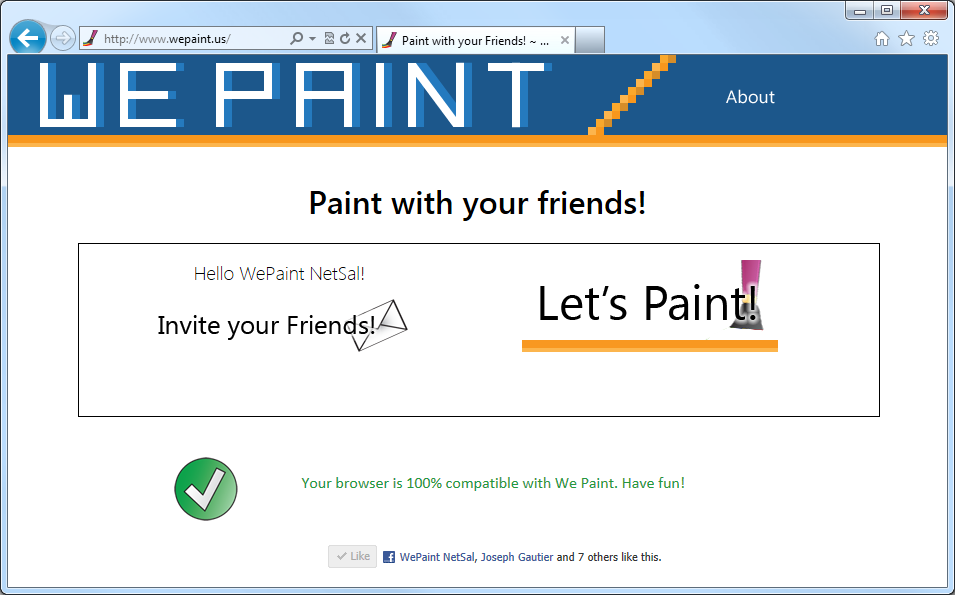 http://www.wepaint.us/
Paint with your Friends! ~ ...
WE PAINT
About
Paint with your friends!
Hello WePaint NetSal!
Invite your Friends!
Let's Paint!
Your browser is 100% compatible with We Paint. Have fun!
Like
WePaint NetSal, Joseph Gautier and 7 others like this.